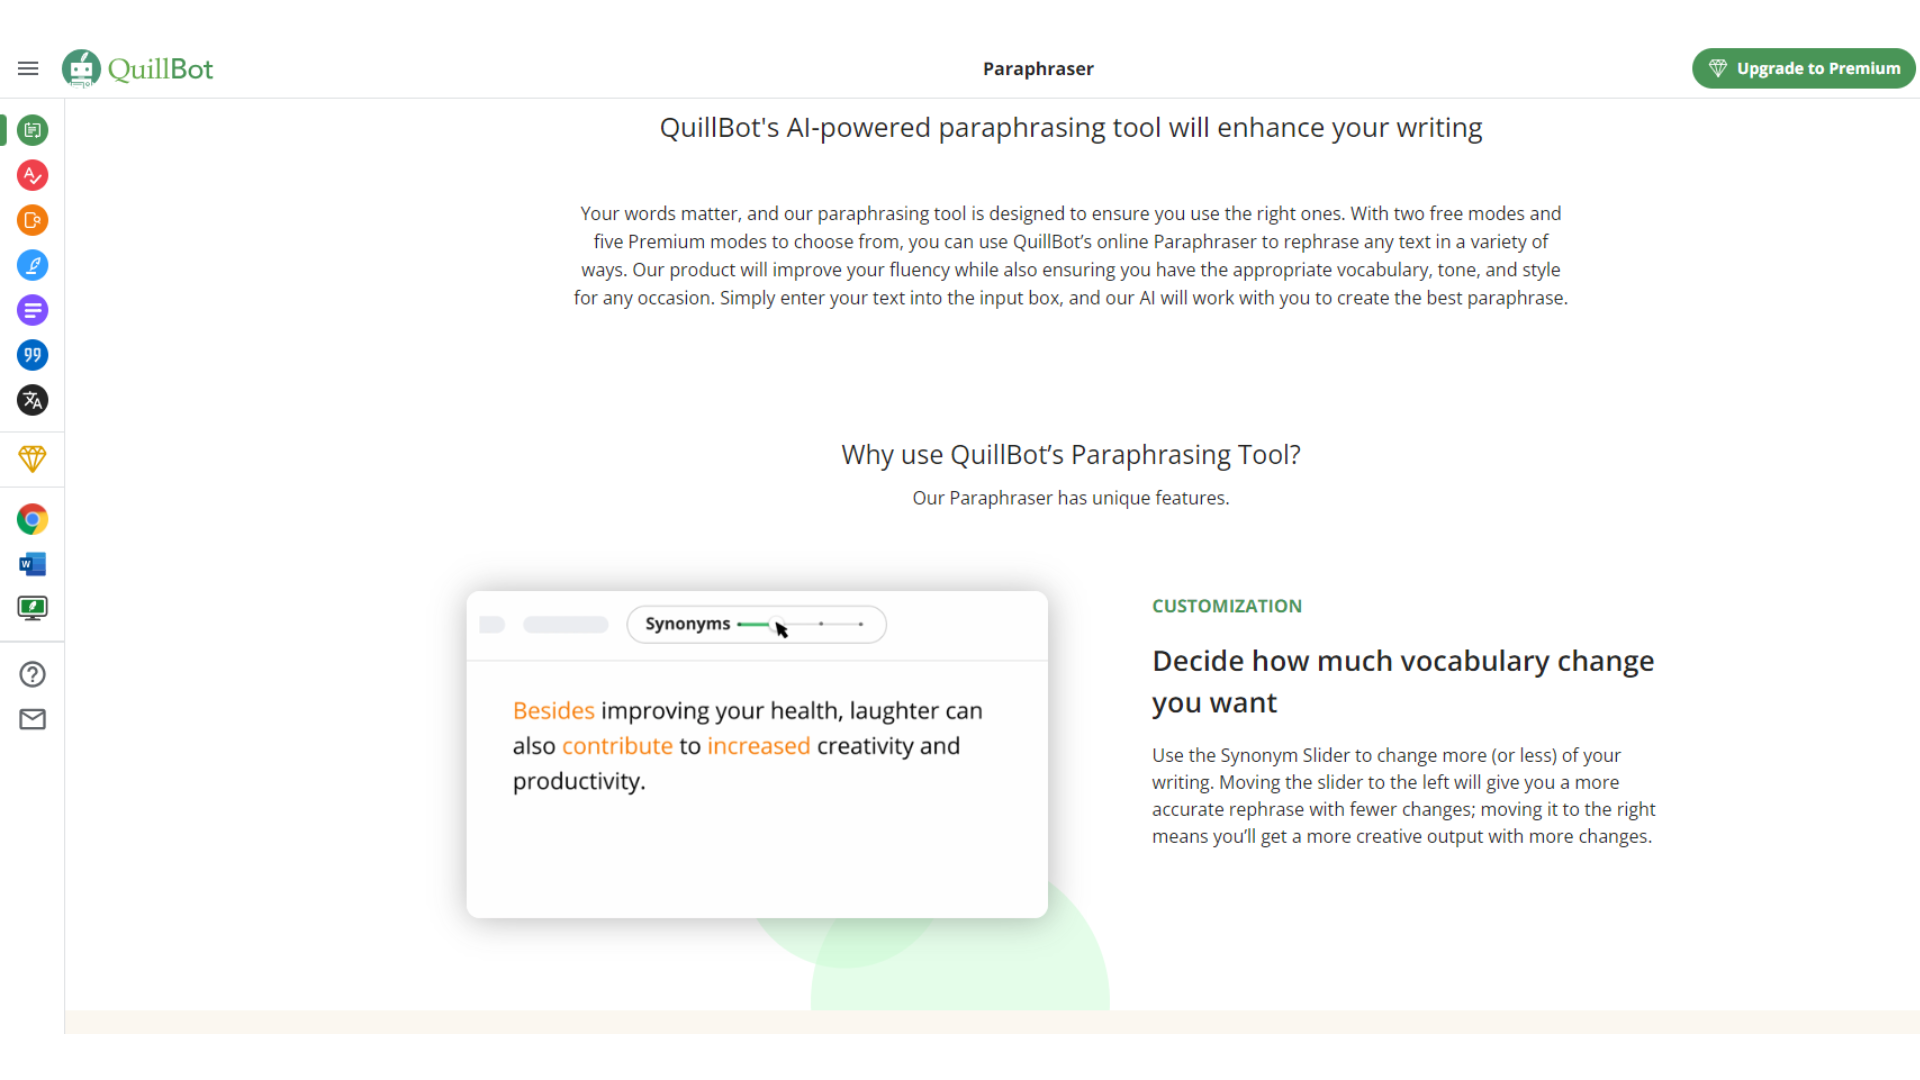 QuillBot
Paraphraser
Upgrade to Premium
QuillBot's AI-powered paraphrasing tool will enhance your writing
Your words matter, and our paraphrasing tool is designed to ensure you use the right ones. With two free modes and
five Premium modes to choose from, you can use QuillBot’s online Paraphraser to rephrase any text in a variety of
ways. Our product will improve your fluency while also ensuring you have the appropriate vocabulary, tone, and style
for any occasion. Simply enter your text into the input box, and our AI will work with you to create the best paraphrase.
Why use QuillBot’s Paraphrasing Tool?
Our Paraphraser has unique features.
Synonyms
Besides improving your health, laughter can
also contribute to increased creativity and
productivity.
CUSTOMIZATION
Decide how much vocabulary change
you want
Use the Synonym Slider to change more (or less) of your
writing. Moving the slider to the left will give you a more
accurate rephrase with fewer changes; moving it to the right
means you’ll get a more creative output with more changes.